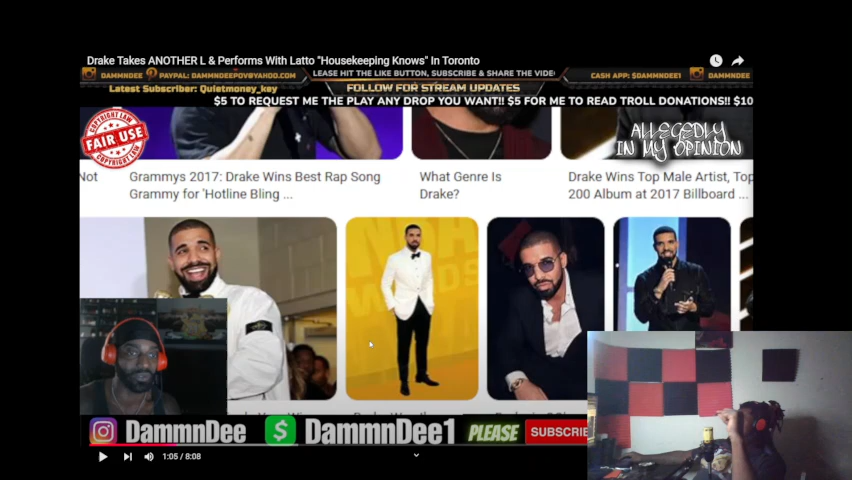 Drake Takes ANOTHER L & Performs With Latto "Housekeeping Knows" In Toronto
DAMMNDEE PAYPAL: DAMMNDEEPOV@YAHOO.COM LEASE HIT THE LIKE BUTTON, SUBSCRIBE & SHARE THE VIDE CASH APP: $DAMMNDEE1 DAMMNDEE
Latest Subscriber: Quietmoney_key FOLLOW FOR STREAM UPDATES
$5 TO REQUEST ME THE PLAY ANY DROP YOU WANT!! $5 FOR ME TO READ TROLL DONATIONS!! $10
COPYRIGHT LAW
FAIR USE
COPYRIGHT LAW
ALLEGEDLY
IN MY OPINION
Not
Grammys 2017: Drake Wins Best Rap Song
Grammy for 'Hotline Bling ...
What Genre Is
Drake?
Drake Wins Top Male Artist, Top
200 Album at 2017 Billboard ...
NBA
AWARDS
DammnDee $ DammnDee1 PLEASE SUBSCRIBE
1:05 / 8:08